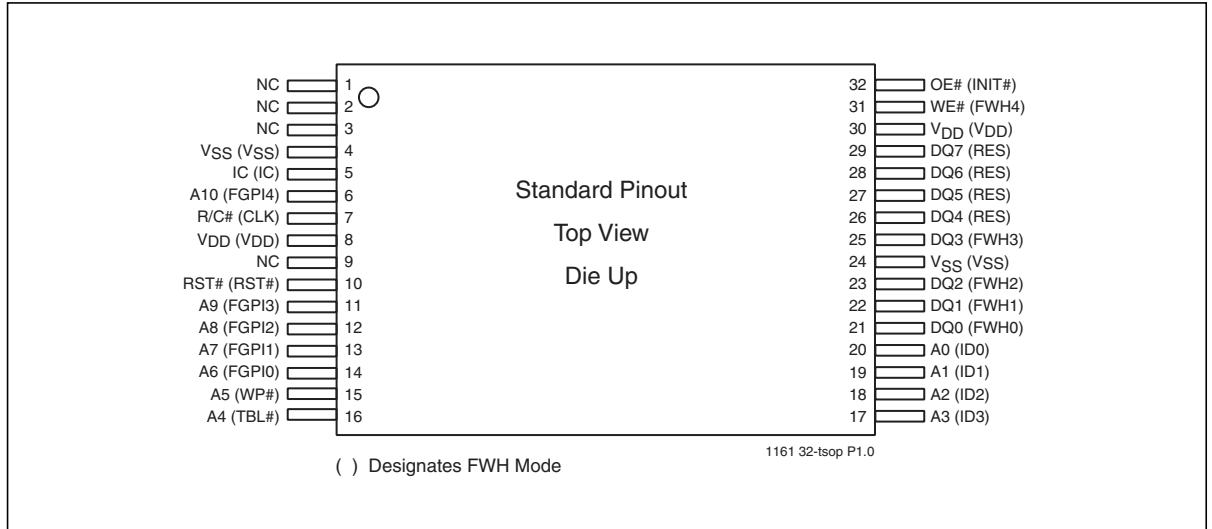 NC 1
NC 2
NC 3
VSS (VSS) 4
IC (IC) 5
A10 (FGPI4) 6
R/C# (CLK) 7
VDD (VDD) 8
NC 9
RST# (RST#) 10
A9 (FGPI3) 11
A8 (FGPI2) 12
A7 (FGPI1) 13
A6 (FGPI0) 14
A5 (WP#) 15
A4 (TBL#) 16
Standard Pinout
Top View
Die Up
32 OE# (INIT#)
31 WE# (FWH4)
30 VDD (VDD)
29 DQ7 (RES)
28 DQ6 (RES)
27 DQ5 (RES)
26 DQ4 (RES)
25 DQ3 (FWH3)
24 VSS (VSS)
23 DQ2 (FWH2)
22 DQ1 (FWH1)
21 DQ0 (FWH0)
20 A0 (ID0)
19 A1 (ID1)
18 A2 (ID2)
17 A3 (ID3)
1161 32-tsop P1.0
( ) Designates FWH Mode